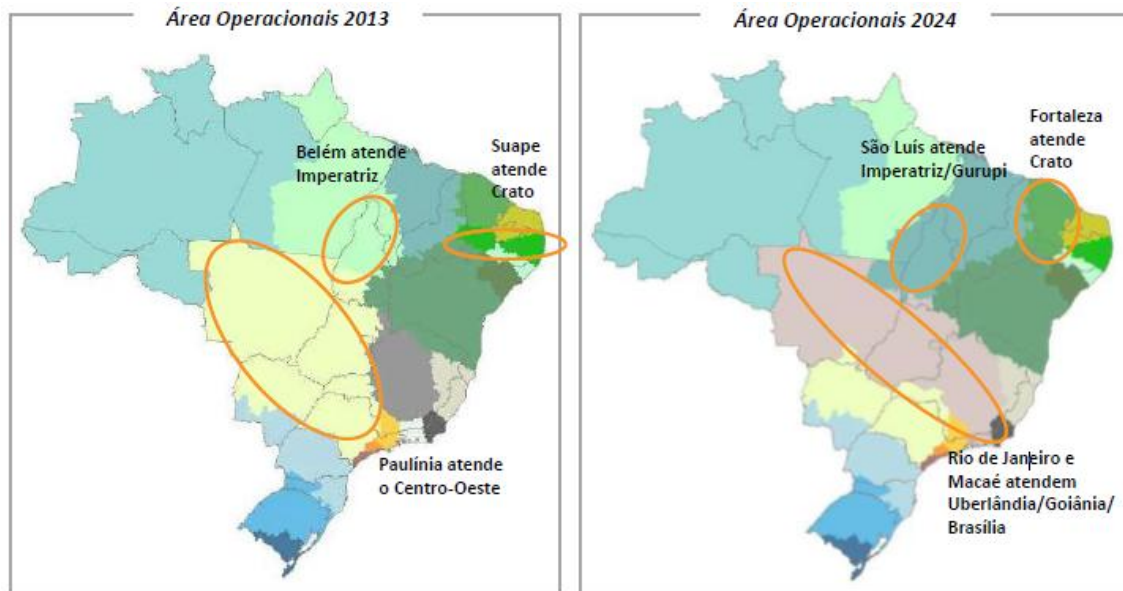 Área Operacionais 2013
Belém atende
Imperatriz
Suape
atende
Crato
Paulínia atende
o Centro-Oeste
Área Operacionais 2024
São Luís atende
Imperatriz/Gurupi
Fortaleza
atende
Crato
Rio de Janeiro e
Macaé atendem
Uberlândia/Goiânia/
Brasília